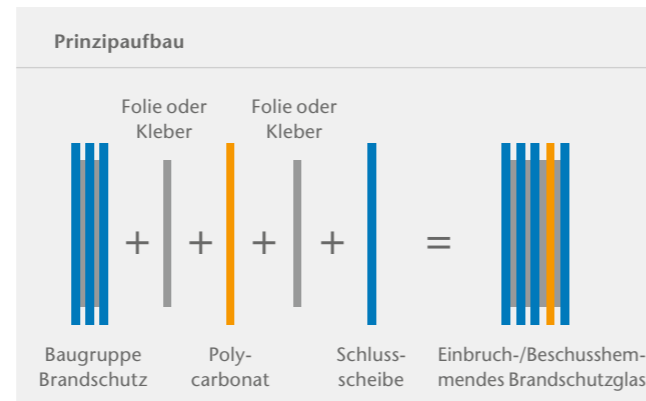 Prinzipaufbau
Folie oder
Kleber
Folie oder
Kleber
+ + + + =
Baugruppe
Brandschutz
Poly-
carbonat
Schluss-
scheibe
Einbruch-/Beschusshem-
mendes Brandschutzglas